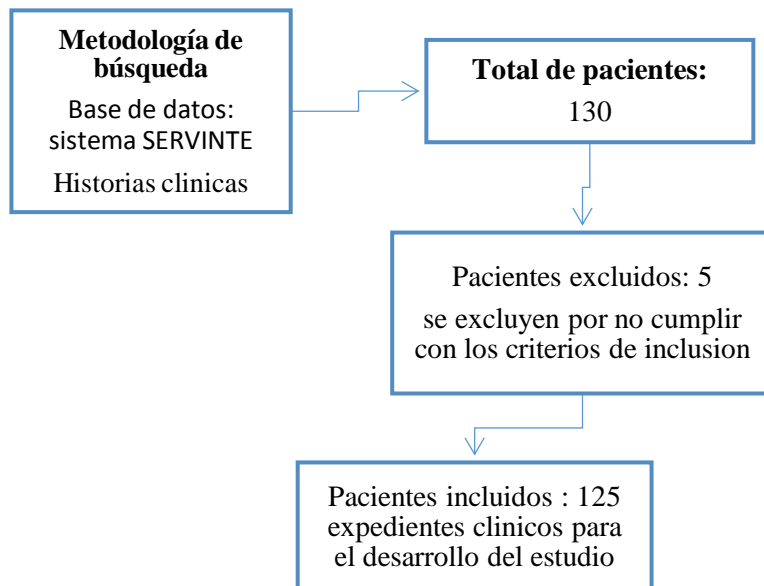 Metodología de
búsqueda
Base de datos:
sistema SERVINTE
Historias clinicas
Total de pacientes:
130
Pacientes excluidos: 5
se excluyen por no cumplir
con los criterios de inclusion
Pacientes incluidos : 125
expedientes clinicos para
el desarrollo del estudio